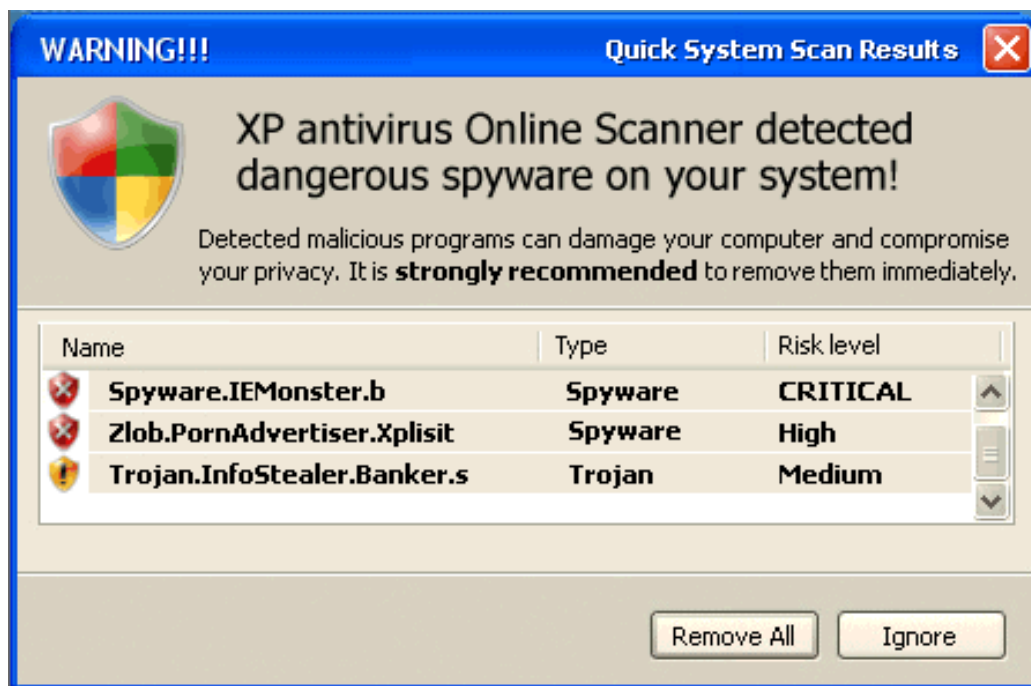 WARNING!!! Quick System Scan Results
XP antivirus Online Scanner detected
dangerous spyware on your system!
Detected malicious programs can damage your computer and compromise
your privacy. It is strongly recommended to remove them immediately.
Name Type Risk level
Spyware.IEMonster.b Spyware CRITICAL
Zlob.PornAdvertiser.Xplisit Spyware High
Trojan.InfoStealer.Banker.s Trojan Medium
Remove All Ignore